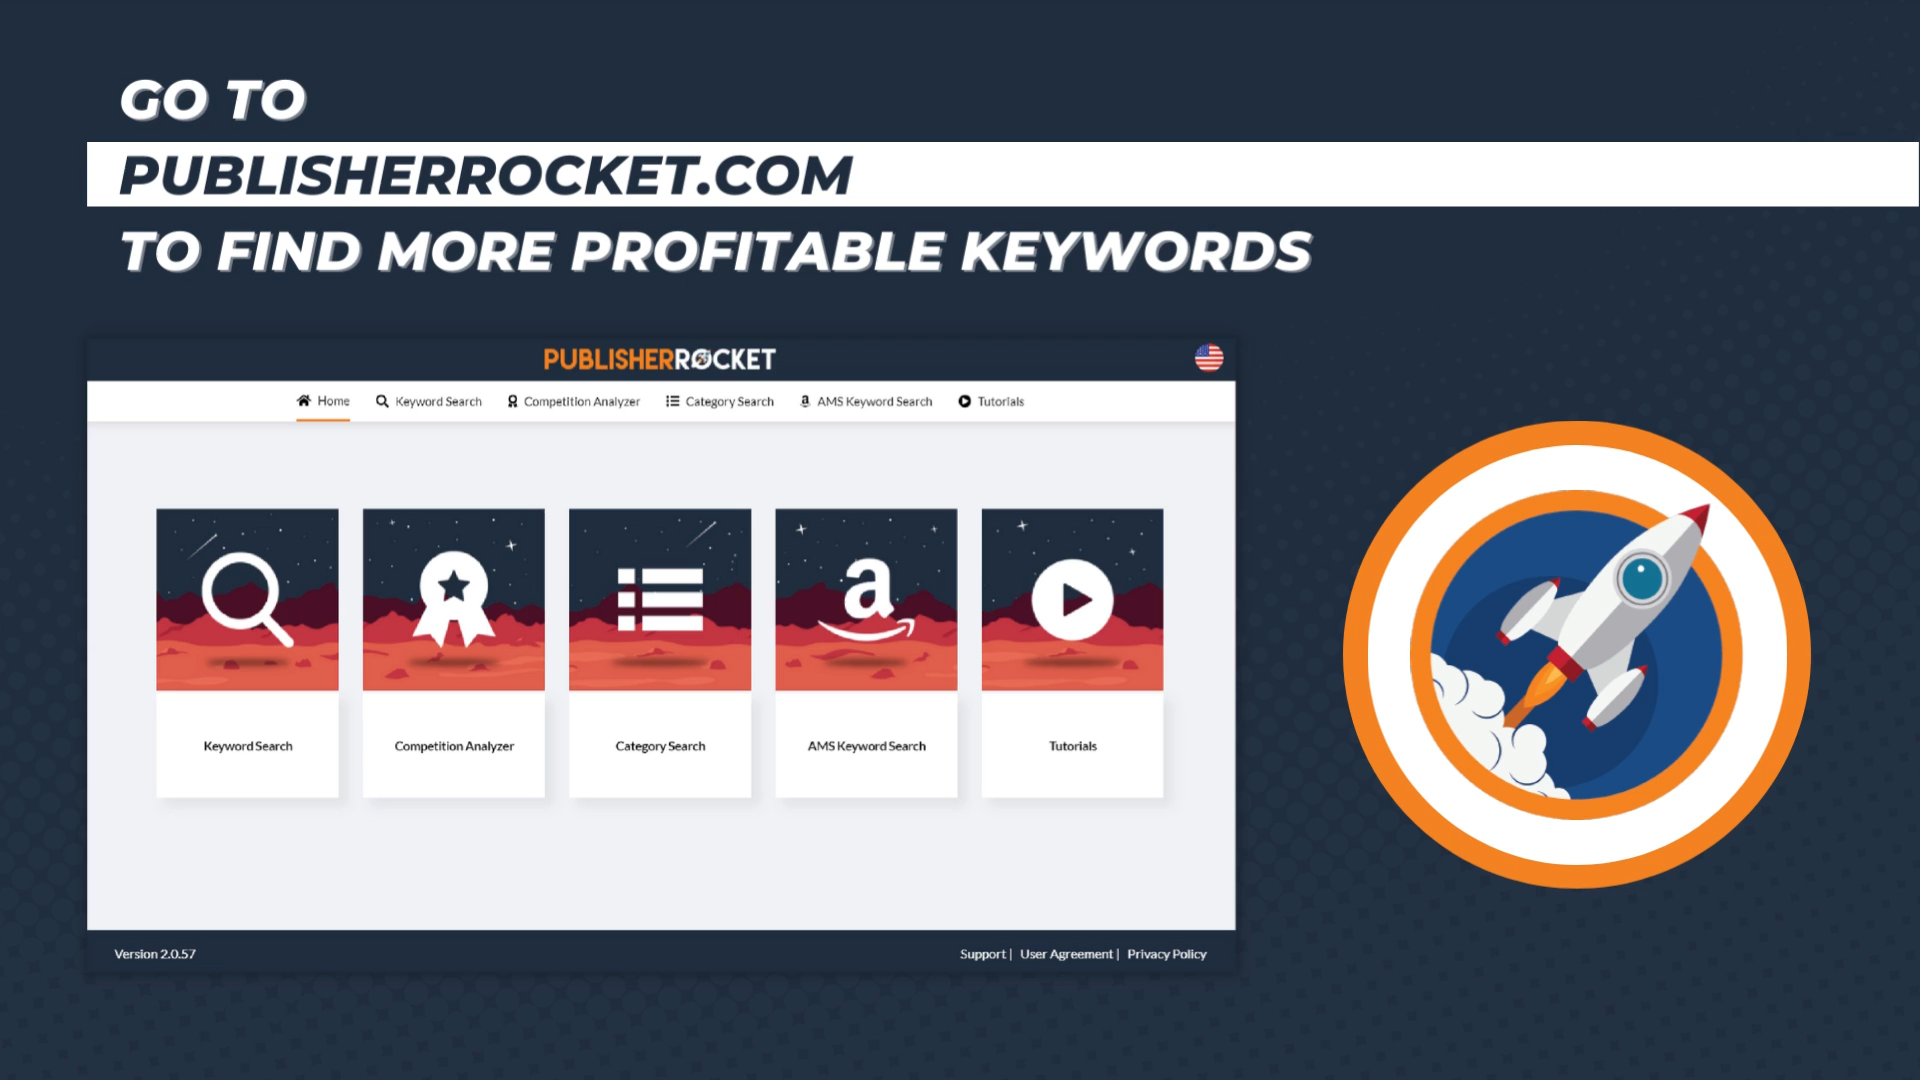 GO TO
PUBLISHERROCKET.COM
TO FIND MORE PROFITABLE KEYWORDS
PUBLISHERROCKET
Home Keyword Search Competition Analyzer Category Search AMS Keyword Search Tutorials
Keyword Search Competition Analyzer Category Search AMS Keyword Search Tutorials
Version 2.0.57 Support | User Agreement | Privacy Policy